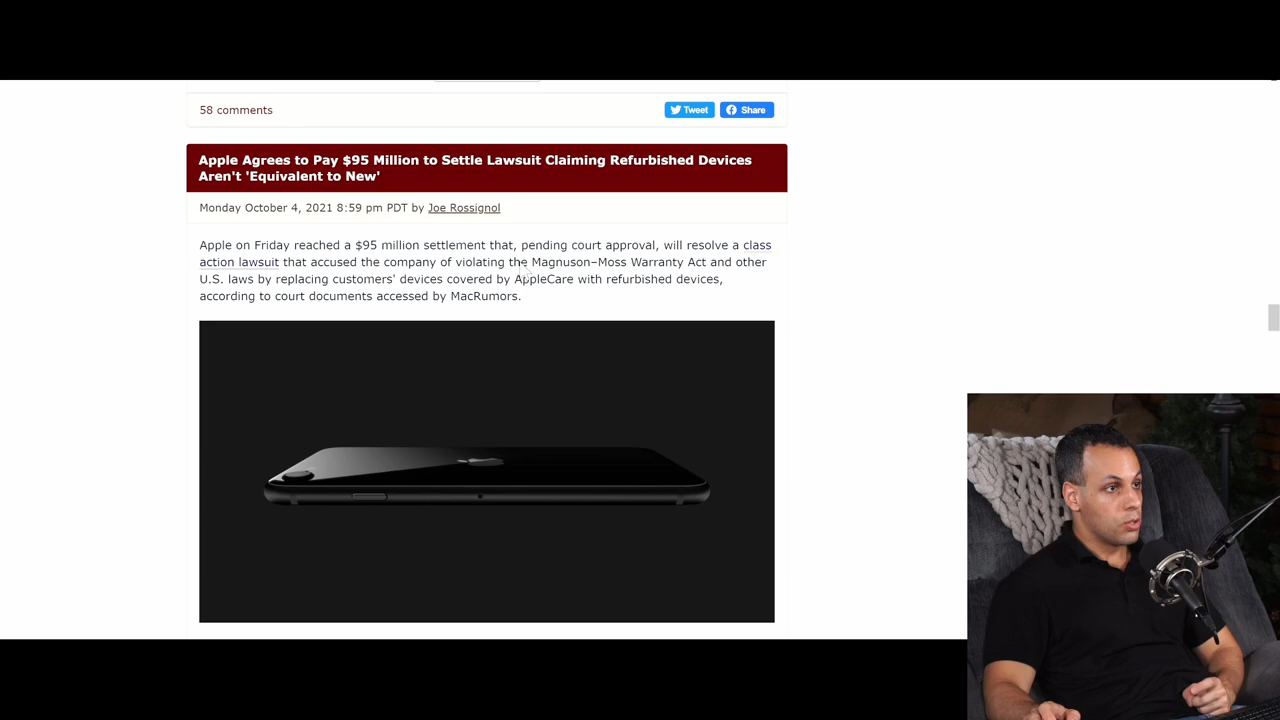 58 comments
Tweet
Share
Apple Agrees to Pay $95 Million to Settle Lawsuit Claiming Refurbished Devices
Aren't 'Equivalent to New'
Monday October 4, 2021 8:59 pm PDT by Joe Rossignol
Apple on Friday reached a $95 million settlement that, pending court approval, will resolve a class
action lawsuit that accused the company of violating the Magnuson–Moss Warranty Act and other
U.S. laws by replacing customers' devices covered by AppleCare with refurbished devices,
according to court documents accessed by MacRumors.